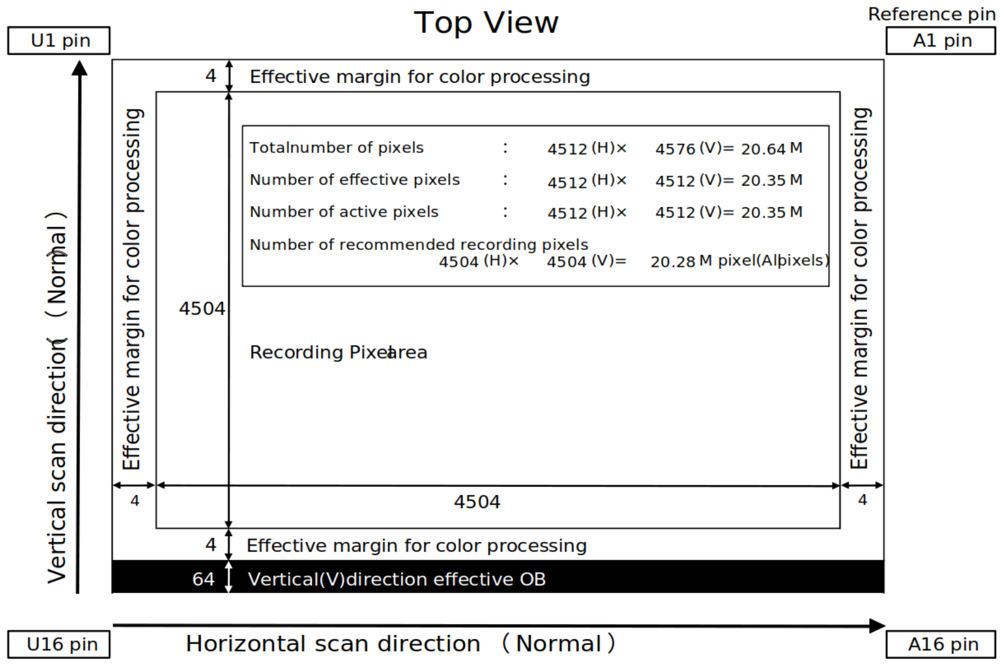 Top View
Reference pin
U1 pin
A1 pin
4
Effective margin for color processing
Totalnumber of pixels : 4512 (H)× 4576 (V)= 20.64 M
Number of effective pixels : 4512 (H)× 4512 (V)= 20.35 M
Number of active pixels : 4512 (H)× 4512 (V)= 20.35 M
Number of recommended recording pixels
4504 (H)× 4504 (V)= 20.28 M pixel(Allpixels)
Vertical scan direction (Normal)
Effective margin for color processing
Effective margin for color processing
4504
Recording Pixel area
4
4504
4
4
Effective margin for color processing
64
Vertical(V)direction effective OB
U16 pin
Horizontal scan direction (Normal)
A16 pin